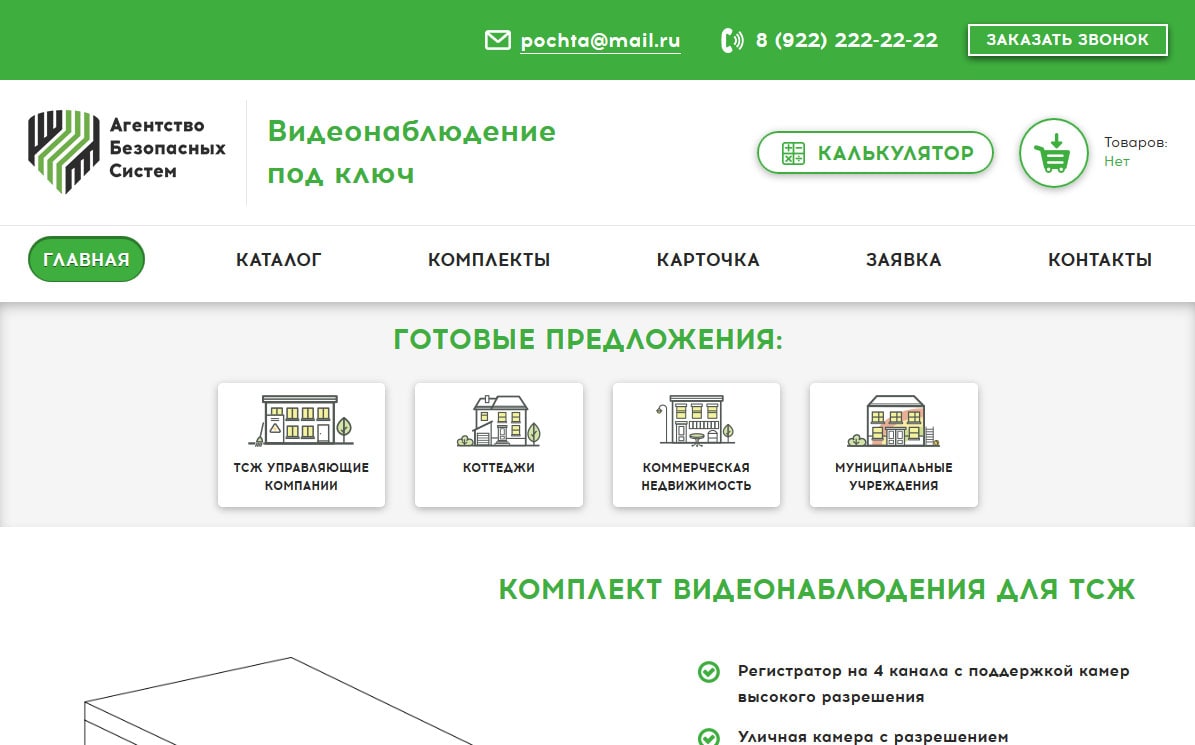 pochta@mail.ru
8 (922) 222-22-22
ЗАКАЗАТЬ ЗВОНОК
Агентство
Безопасных
Систем
Видеонаблюдение
под ключ
КАЛЬКУЛЯТОР
Товаров:
Нет
ГЛАВНАЯ
КАТАЛОГ
КОМПЛЕКТЫ
КАРТОЧКА
ЗАЯВКА
КОНТАКТЫ
ГОТОВЫЕ ПРЕДЛОЖЕНИЯ:
ТСЖ УПРАВЛЯЮЩИЕ
КОМПАНИИ
КОТТЕДЖИ
КОММЕРЧЕСКАЯ
НЕДВИЖИМОСТЬ
МУНИЦИПАЛЬНЫЕ
УЧРЕЖДЕНИЯ
КОМПЛЕКТ ВИДЕОНАБЛЮДЕНИЯ ДЛЯ ТСЖ
Регистратор на 4 канала с поддержкой камер
высокого разрешения
Уличная камера с разрешением